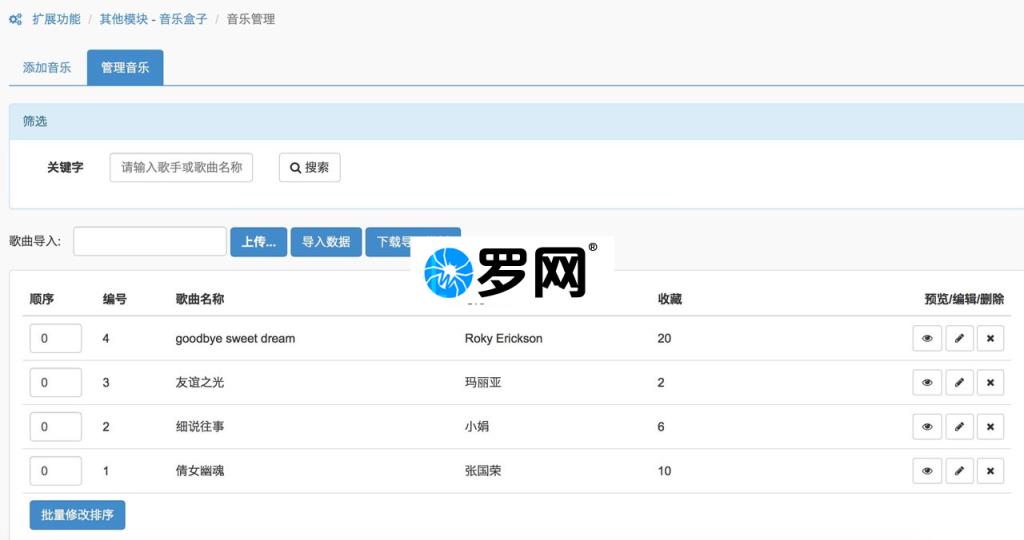 扩展功能 / 其他模块 - 音乐盒子 / 音乐管理
添加音乐 管理音乐
筛选
关键字 请输入歌手或歌曲名称 搜索
歌曲导入: 上传... 导入数据 下载导
罗网®
顺序 编号 歌曲名称 收藏 预览/编辑/删除
0 4 goodbye sweet dream Roky Erickson 20
0 3 友谊之光 玛丽亚 2
0 2 细说往事 小娟 6
0 1 倩女幽魂 张国荣 10
批量修改排序